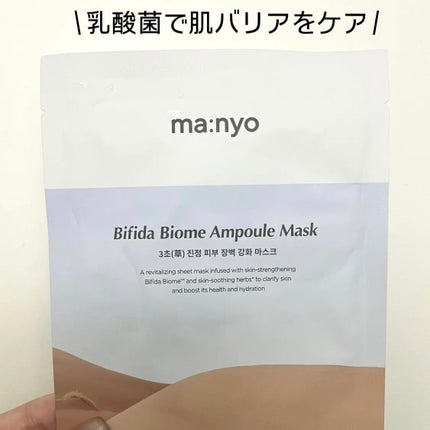 \乳酸菌で肌バリアをケア/
ma:nyo
Bifida Biome Ampoule Mask
3초(草) 진정 피부 장벽 강화 마스크
A revitalizing sheet mask infused with skin-strengthening
Bifida Biome™ and skin-soothing herbs* to clarify skin
and boost its health and hydration